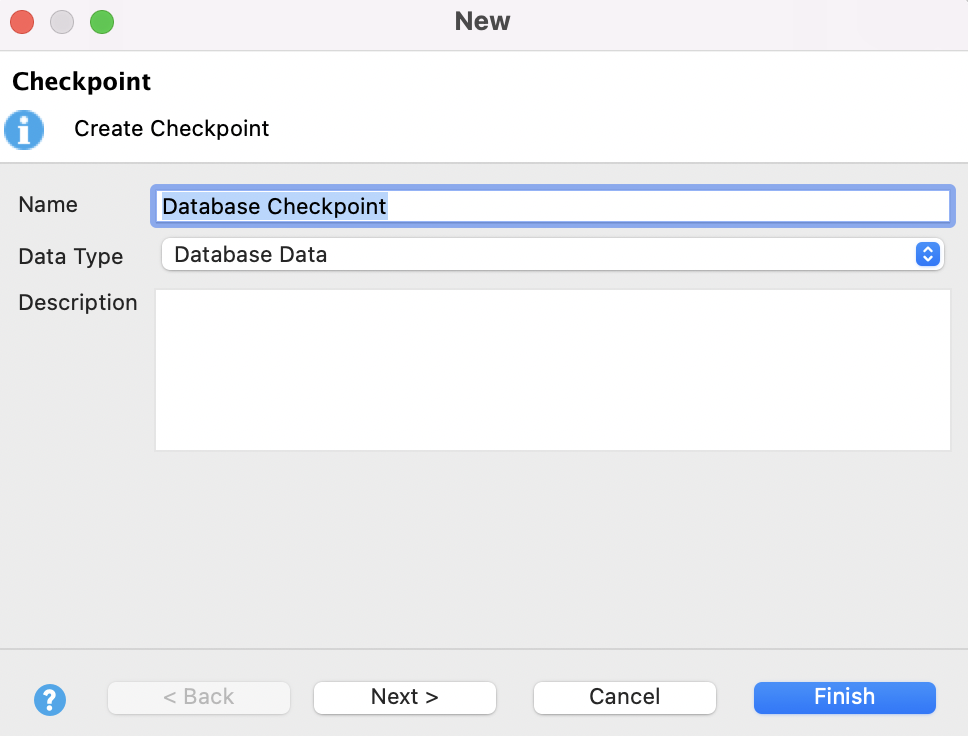 New
Checkpoint
Create Checkpoint
Name Database Checkpoint
Data Type Database Data
Description
? < Back Next > Cancel Finish